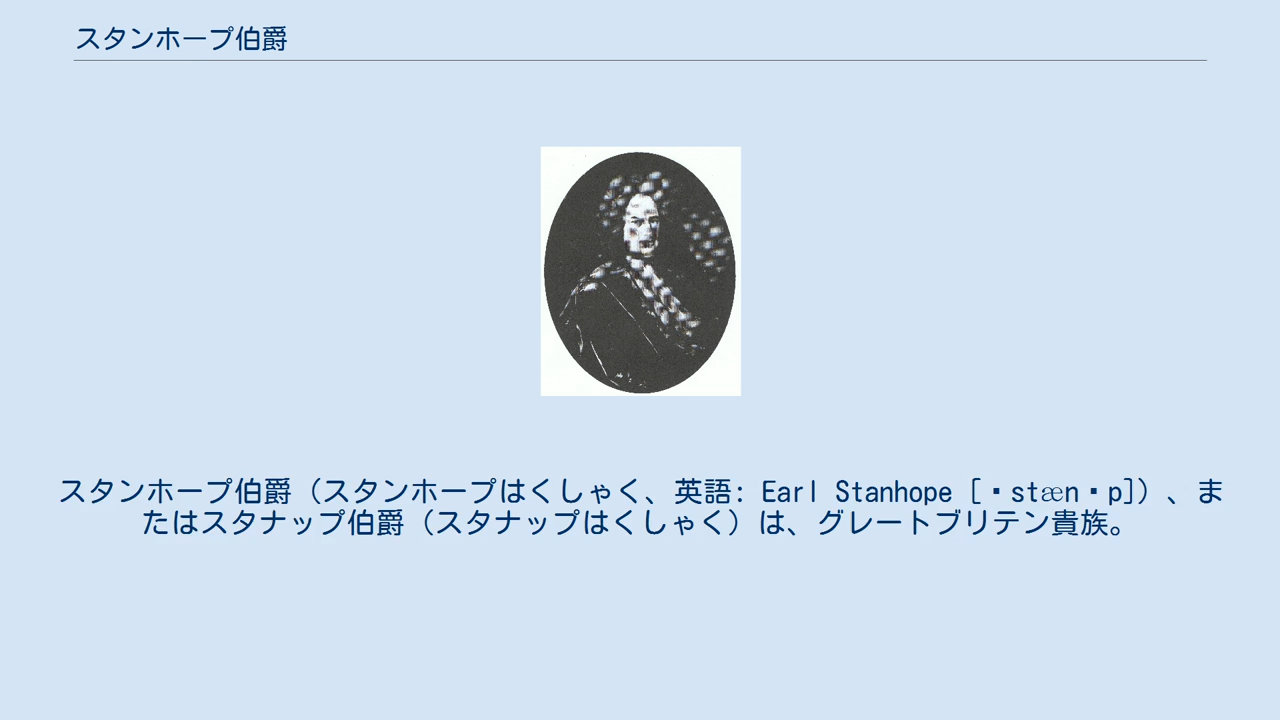 スタンホープ伯爵
スタンホープ伯爵（スタンホープはくしゃく、英語: Earl Stanhope [▪stæn▪p]）、ま
たはスタナップ伯爵（スタナップはくしゃく）は、グレートブリテン貴族。